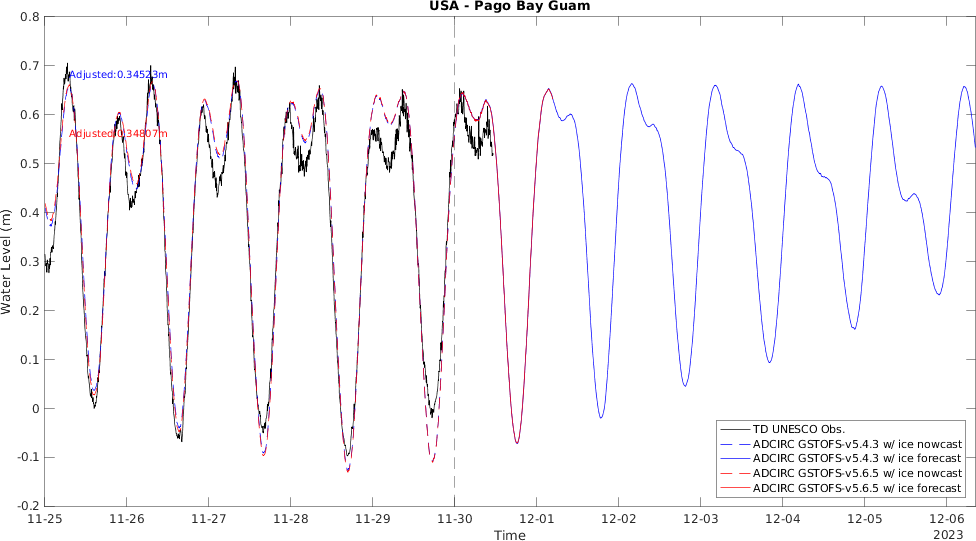 USA - Pago Bay Guam
0.8
0.7
0.6
0.5
0.4
0.3
0.2
0.1
0
-0.1
-0.2
Water Level (m)
Adjusted:0.34523m
Adjusted:0.34807m
TD UNESCO Obs.
ADCIRC GSTOFS-v5.4.3 w/ ice nowcast
ADCIRC GSTOFS-v5.4.3 w/ ice forecast
ADCIRC GSTOFS-v5.6.5 w/ ice nowcast
ADCIRC GSTOFS-v5.6.5 w/ ice forecast
11-25 11-26 11-27 11-28 11-29 11-30 12-01 12-02 12-03 12-04 12-05 12-06
Time
2023